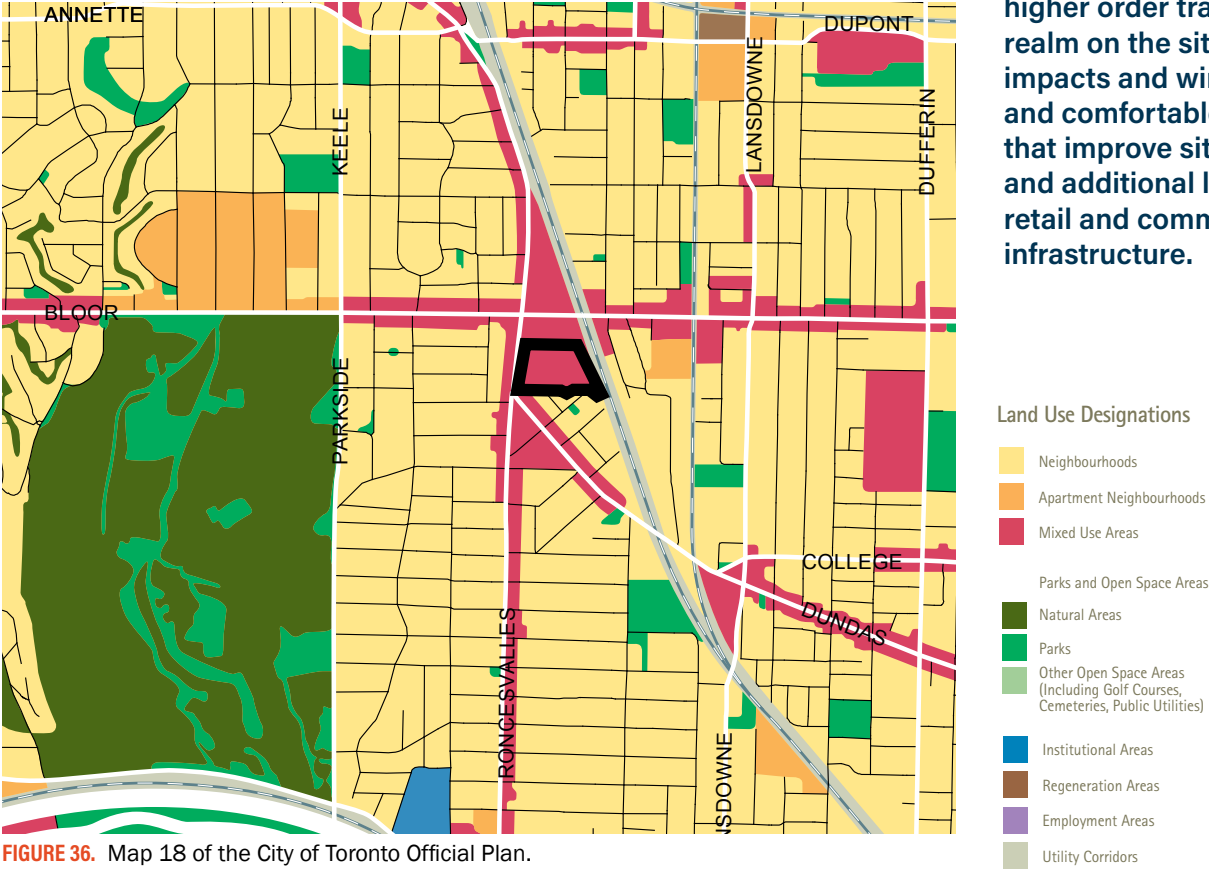 ANNETTE
DUPONT
KEELE
LANSDOWNE
DUFFERIN
BLOOR
PARKSIDE
COLLEGE
DUNDAS
RONCESVALLES
NSDOWNE
FIGURE 36. Map 18 of the City of Toronto Official Plan.
higher order tra
realm on the sit
impacts and wi
and comfortable
that improve sit
and additional l
retail and comm
infrastructure.
Land Use Designations
Neighbourhoods
Apartment Neighbourhoods
Mixed Use Areas
Parks and Open Space Areas
Natural Areas
Parks
Other Open Space Areas
(Including Golf Courses,
Cemeteries, Public Utilities)
Institutional Areas
Regeneration Areas
Employment Areas
Utility Corridors